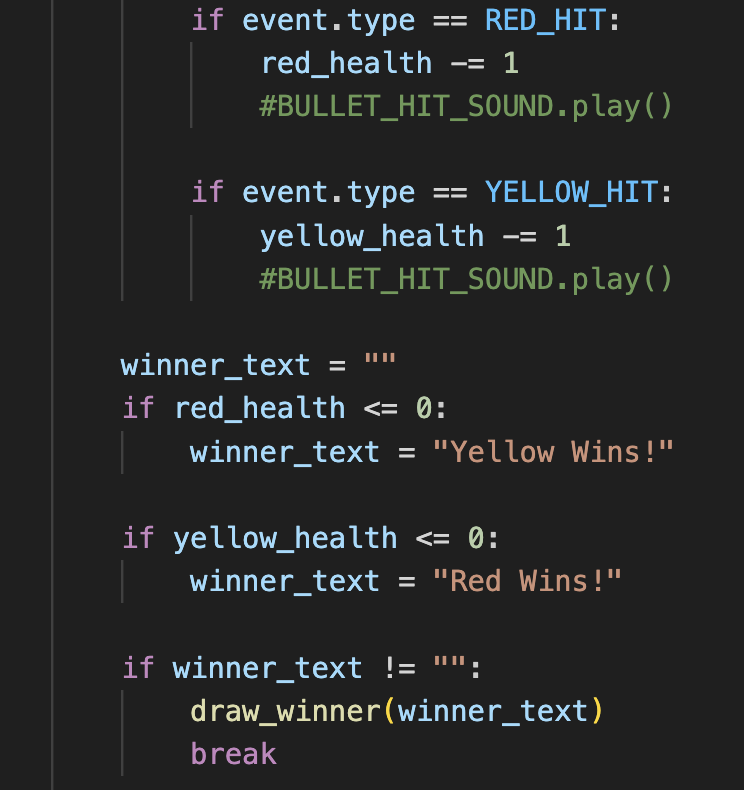 if event.type == RED_HIT:
red_health -= 1
#BULLET_HIT_SOUND.play()
if event.type == YELLOW_HIT:
yellow_health -= 1
#BULLET_HIT_SOUND.play()
winner_text = ""
if red_health <= 0:
winner_text = "Yellow Wins!"
if yellow_health <= 0:
winner_text = "Red Wins!"
if winner_text != "":
draw_winner(winner_text)
break